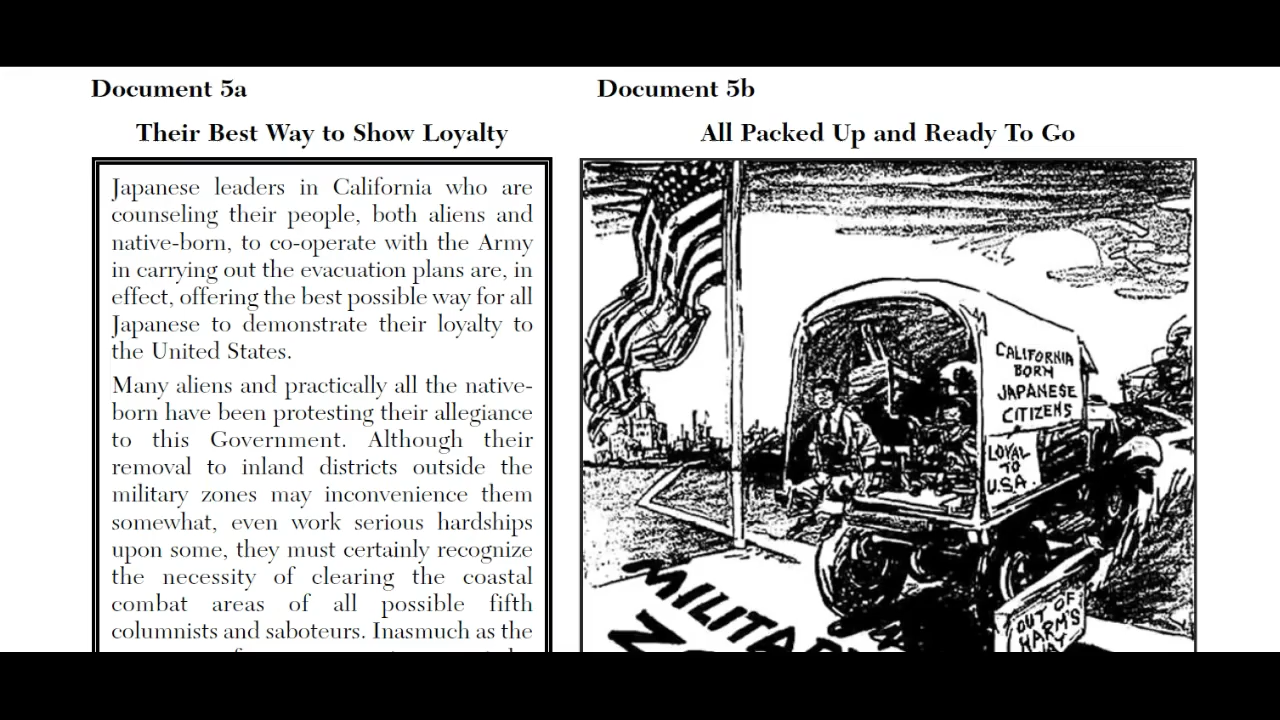 Document 5a
Their Best Way to Show Loyalty
Japanese leaders in California who are
counseling their people, both aliens and
native-born, to co-operate with the Army
in carrying out the evacuation plans are, in
effect, offering the best possible way for all
Japanese to demonstrate their loyalty to
the United States.
Many aliens and practically all the native-
born have been protesting their allegiance
to this Government. Although their
removal to inland districts outside the
military zones may inconvenience them
somewhat, even work serious hardships
upon some, they must certainly recognize
the necessity of clearing the coastal
combat areas of all possible fifth
columnists and saboteurs. Inasmuch as the
Document 5b
All Packed Up and Ready To Go
CALIFORNIA
BORN
JAPANESE
CITIZENS
LOYAL
TO
U.S.A.
OUT OF
HARM'S
MILITARY